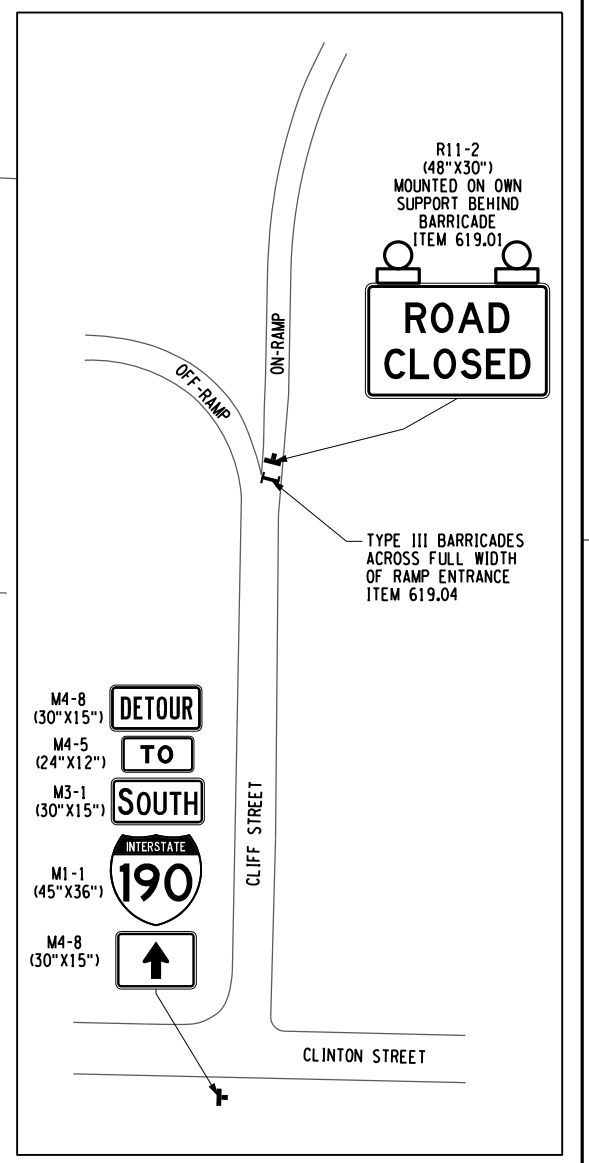 R11-2
(48"X30")
MOUNTED ON OWN
SUPPORT BEHIND
BARRICADE
ITEM 619.01
ROAD
CLOSED
ON-RAMP
OFF-RAMP
TYPE III BARRICADES
ACROSS FULL WIDTH
OF RAMP ENTRANCE
ITEM 619.04
M4-8
(30"X15")
DETOUR
M4-5
(24"X12")
TO
M3-1
(30"X15")
SOUTH
M1-1
(45"X36")
INTERSTATE
190
M4-8
(30"X15")
CLIFF STREET
CLINTON STREET